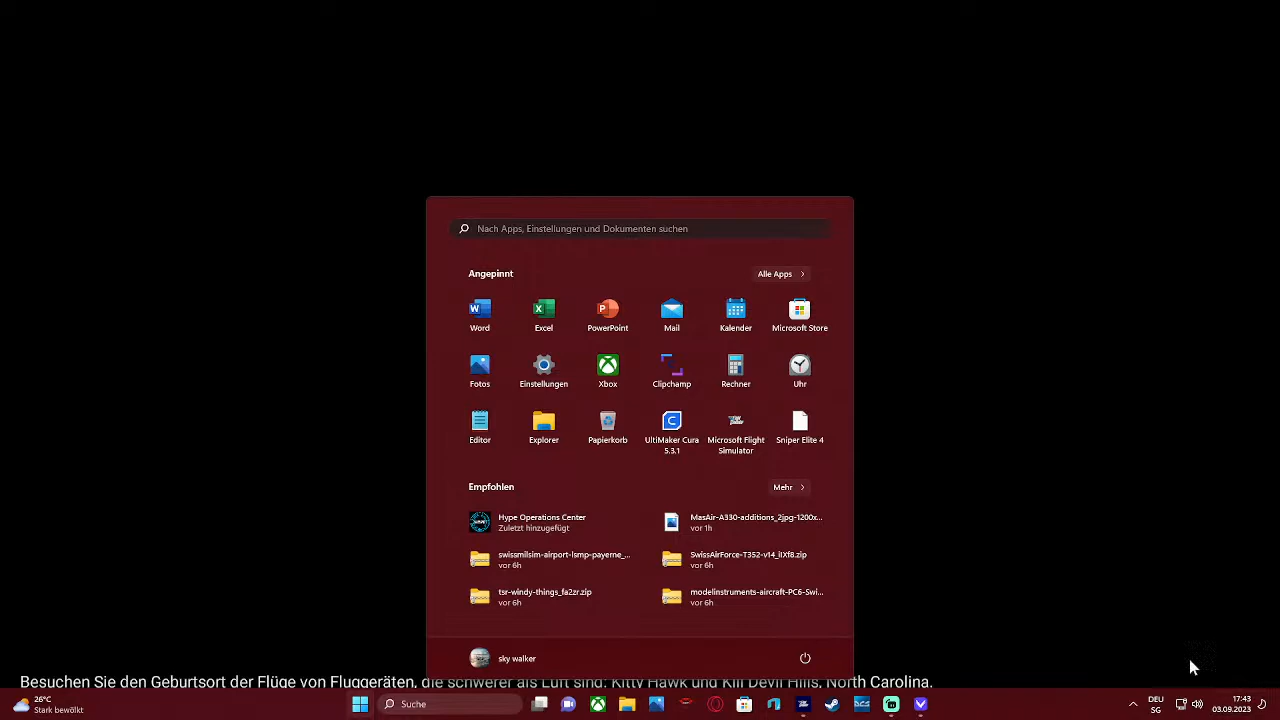 Nach Apps, Einstellungen und Dokumenten suchen
Angepinnt
Alle Apps
Word
Excel
PowerPoint
Mail
Kalender
Microsoft Store
Fotos
Einstellungen
Xbox
Clipchamp
Rechner
Uhr
Editor
Explorer
Papierkorb
UltiMaker Cura
5.3.1
Microsoft Flight
Simulator
Sniper Elite 4
Empfohlen
Mehr
Hype Operations Center
Zuletzt hinzugefügt
MasAir-A330-additions_2jpg-1200x...
vor 1h
swissmilsim-airport-lsmp-payerne_...
vor 6h
SwissAirForce-T352-v14_iIXf8.zip
vor 6h
tsr-windy-things_fa2zr.zip
vor 6h
modelinstruments-aircraft-PC6-Swi...
vor 6h
sky walker
Besuchen Sie den Geburtsort der Flüge von Fluggeräten, die schwerer als Luft sind: Kitty Hawk und Kill Devil Hills, North Carolina.
26°C
Stark bewölkt
Suche
DEU
SG
17:43
03.09.2023